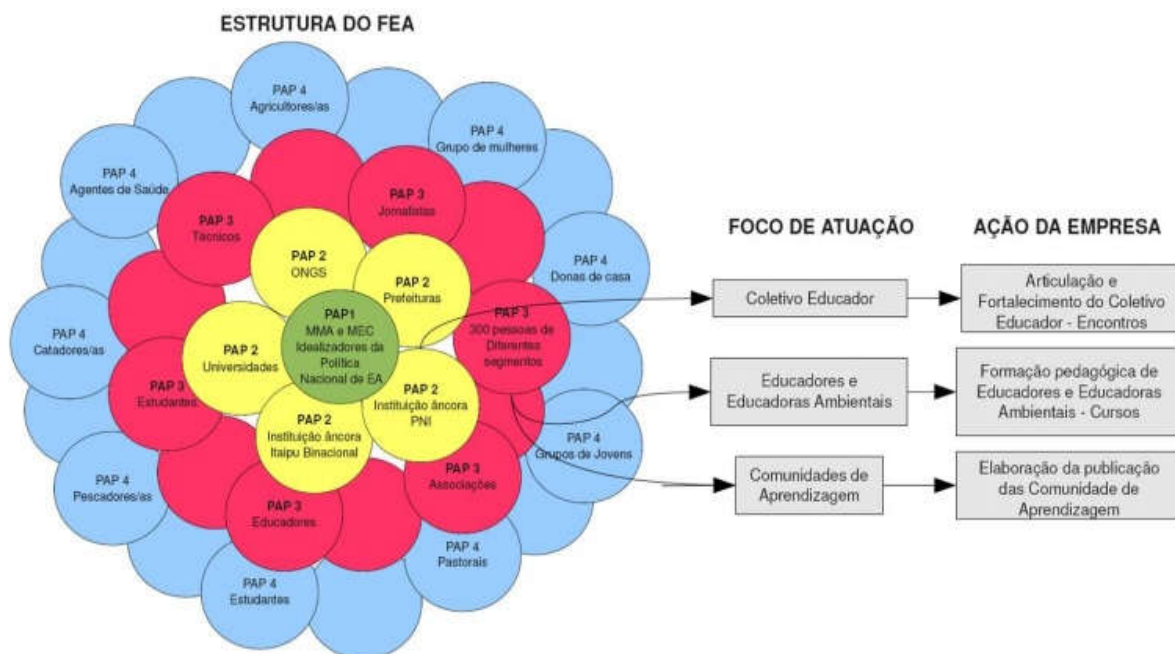 ESTRUTURA DO FEA
PAP 4
Agricultores/as
PAP 4
Grupo de mulheres
PAP 4
Agentes de Saúde
PAP 3
Jornalistas
PAP 3
Técnicos
PAP 2
ONGS
PAP 2
Prefeituras
PAP 4
Donas de casa
PAP1
MMA e MEC
Idealizadores da
Política
Nacional de EA
PAP 3
300 pessoas de
Diferentes
segmentos
PAP 4
Catadores/as
PAP 2
Universidades
PAP 3
Estudantes
PAP 2
Instituição âncora
PNI
PAP 2
Instituição âncora
Itaipu Binacional
PAP 4
Grupos de Jovens
PAP 3
Associações
PAP 4
Pescadores/as
PAP 3
Educadores
PAP 4
Pastorais
PAP 4
Estudantes
FOCO DE ATUAÇÃO
AÇÃO DA EMPRESA
Coletivo Educador
Articulação e
Fortalecimento do Coletivo
Educador - Encontros
Educadores e
Educadoras Ambientais
Formação pedagógica de
Educadores e Educadoras
Ambientais - Cursos
Comunidades de
Aprendizagem
Elaboração da publicação
das Comunidade de
Aprendizagem